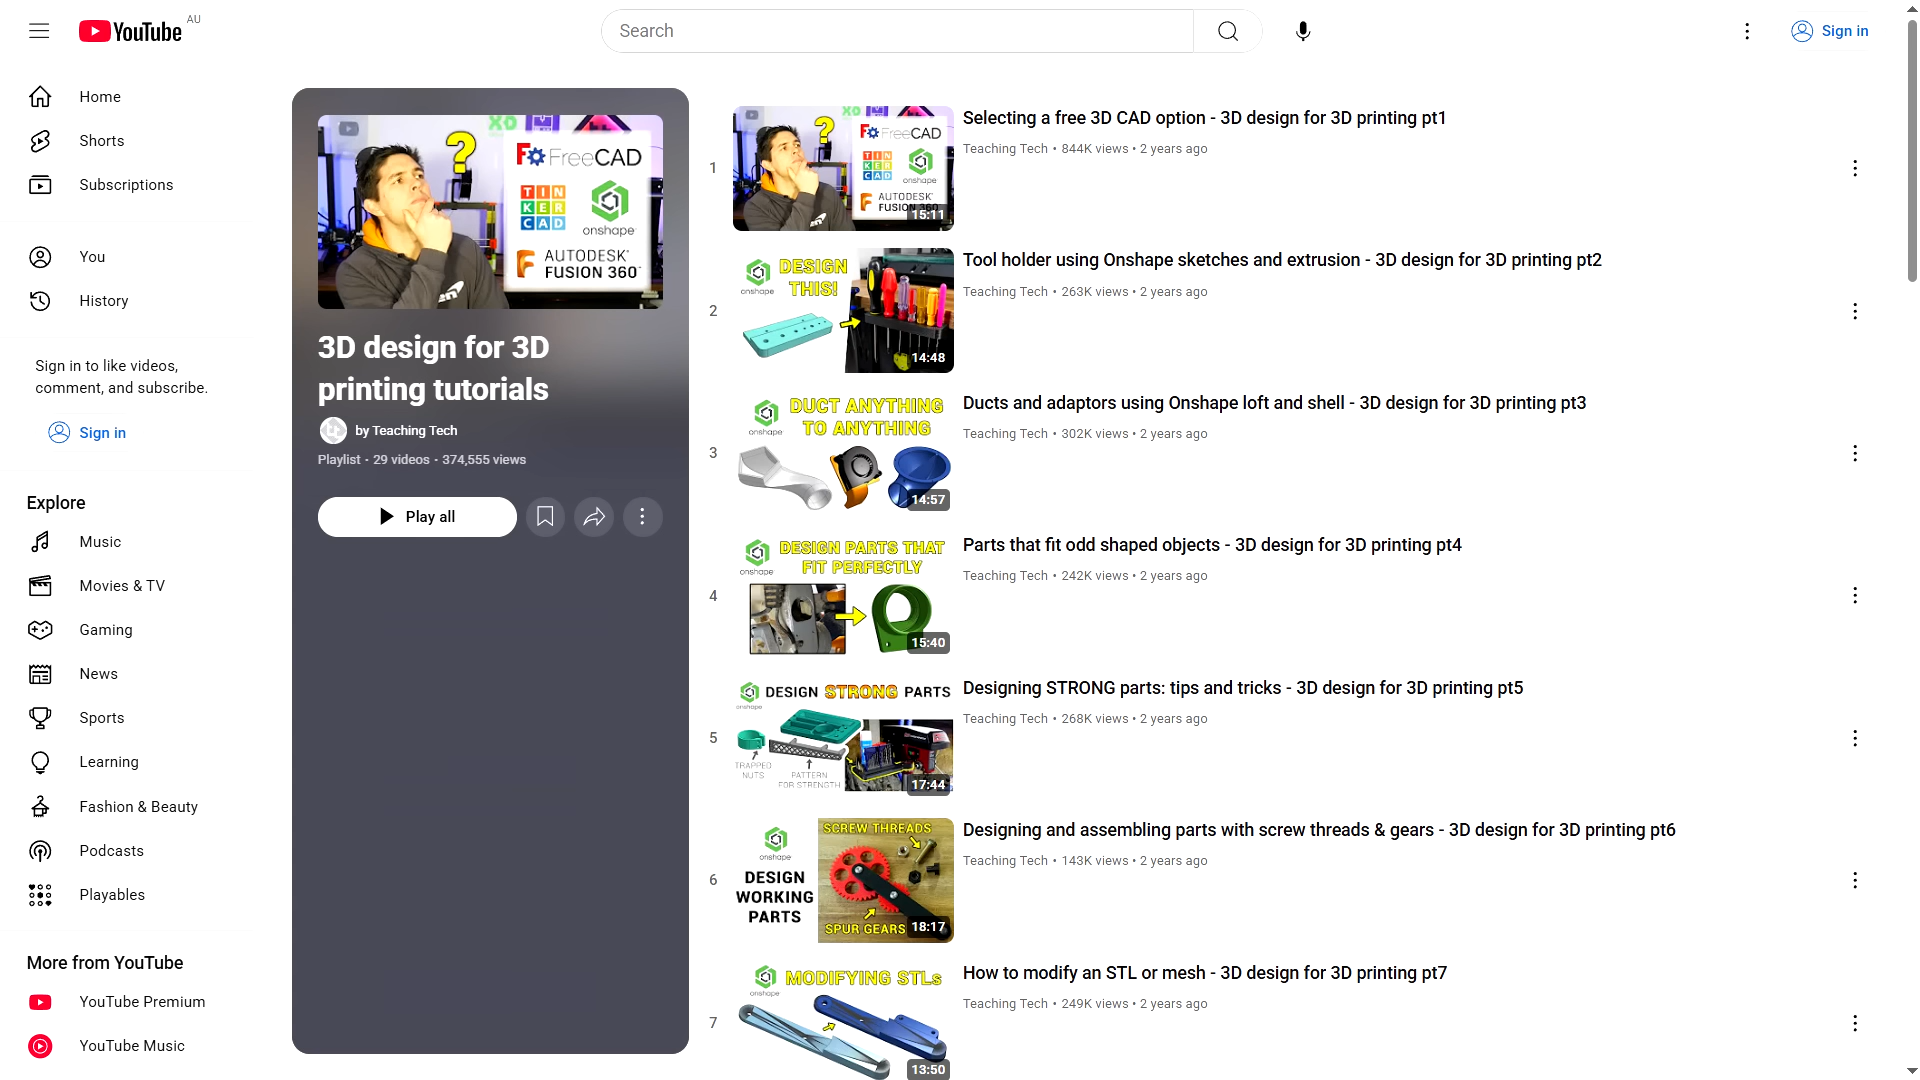 YouTube AU
Search
Sign in
Home
Shorts
Subscriptions
You
History
Sign in to like videos,
comment, and subscribe.
Sign in
Explore
Music
Movies & TV
Gaming
News
Sports
Learning
Fashion & Beauty
Podcasts
Playables
More from YouTube
YouTube Premium
YouTube Music
?
FreeCAD
TIN
KER
CAD
onshape
AUTODESK
FUSION 360
3D design for 3D
printing tutorials
by Teaching Tech
Playlist • 29 videos • 374,555 views
Play all
1
?
FreeCAD
TIN
KER
CAD
onshape
AUTODESK
FUSION 360
15:11
Selecting a free 3D CAD option - 3D design for 3D printing pt1
Teaching Tech • 844K views • 2 years ago
2
onshape
DESIGN
THIS!
14:48
Tool holder using Onshape sketches and extrusion - 3D design for 3D printing pt2
Teaching Tech • 263K views • 2 years ago
3
onshape
DUCT ANYTHING
TO ANYTHING
14:57
Ducts and adaptors using Onshape loft and shell - 3D design for 3D printing pt3
Teaching Tech • 302K views • 2 years ago
4
onshape
DESIGN PARTS THAT
FIT PERFECTLY
15:40
Parts that fit odd shaped objects - 3D design for 3D printing pt4
Teaching Tech • 242K views • 2 years ago
5
onshape
DESIGN STRONG PARTS
TRAPPED
NUTS
PATTERN
FOR STRENGTH
17:44
Designing STRONG parts: tips and tricks - 3D design for 3D printing pt5
Teaching Tech • 268K views • 2 years ago
6
onshape
DESIGN
WORKING
PARTS
SCREW THREADS
SPUR GEARS
18:17
Designing and assembling parts with screw threads & gears - 3D design for 3D printing pt6
Teaching Tech • 143K views • 2 years ago
7
onshape
MODIFYING STLs
13:50
How to modify an STL or mesh - 3D design for 3D printing pt7
Teaching Tech • 249K views • 2 years ago